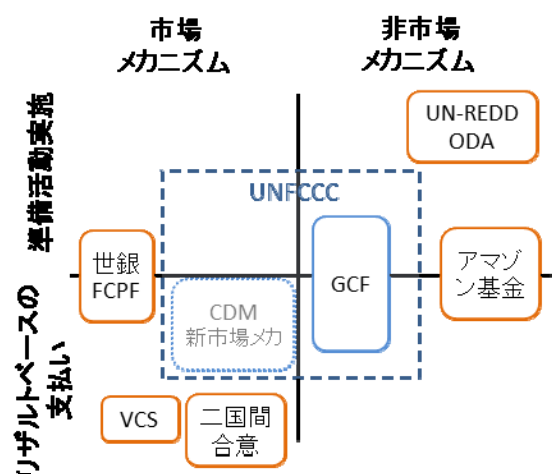 市場
メカニズム
非市場
メカニズム
準備活動実施
リザルトベースの
支払い
UN-REDD
ODA
UNFCCC
世銀
FCPF
CDM
新市場メカ
GCF
アマゾ
ン基金
VCS
二国間
合意